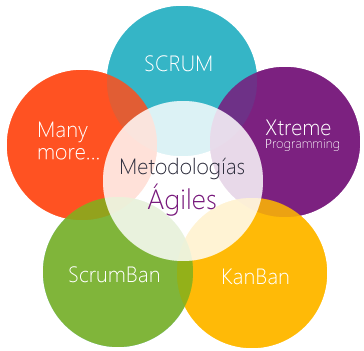 SCRUM
Many
more...
Xtreme
Programming
Metodologías
Ágiles
ScrumBan
KanBan